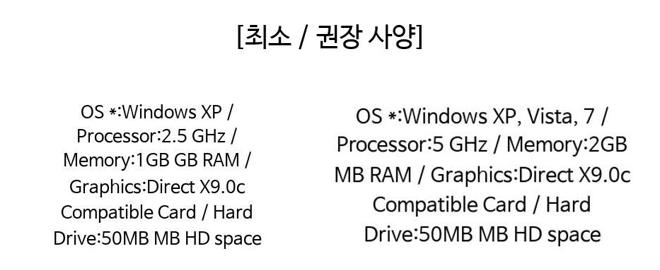 [최소 / 권장 사양]
OS *:Windows XP /
Processor:2.5 GHz /
Memory:1GB GB RAM /
Graphics:Direct X9.0c
Compatible Card / Hard
Drive:50MB MB HD space
OS *:Windows XP, Vista, 7 /
Processor:5 GHz / Memory:2GB
MB RAM / Graphics:Direct X9.0c
Compatible Card / Hard
Drive:50MB MB HD space